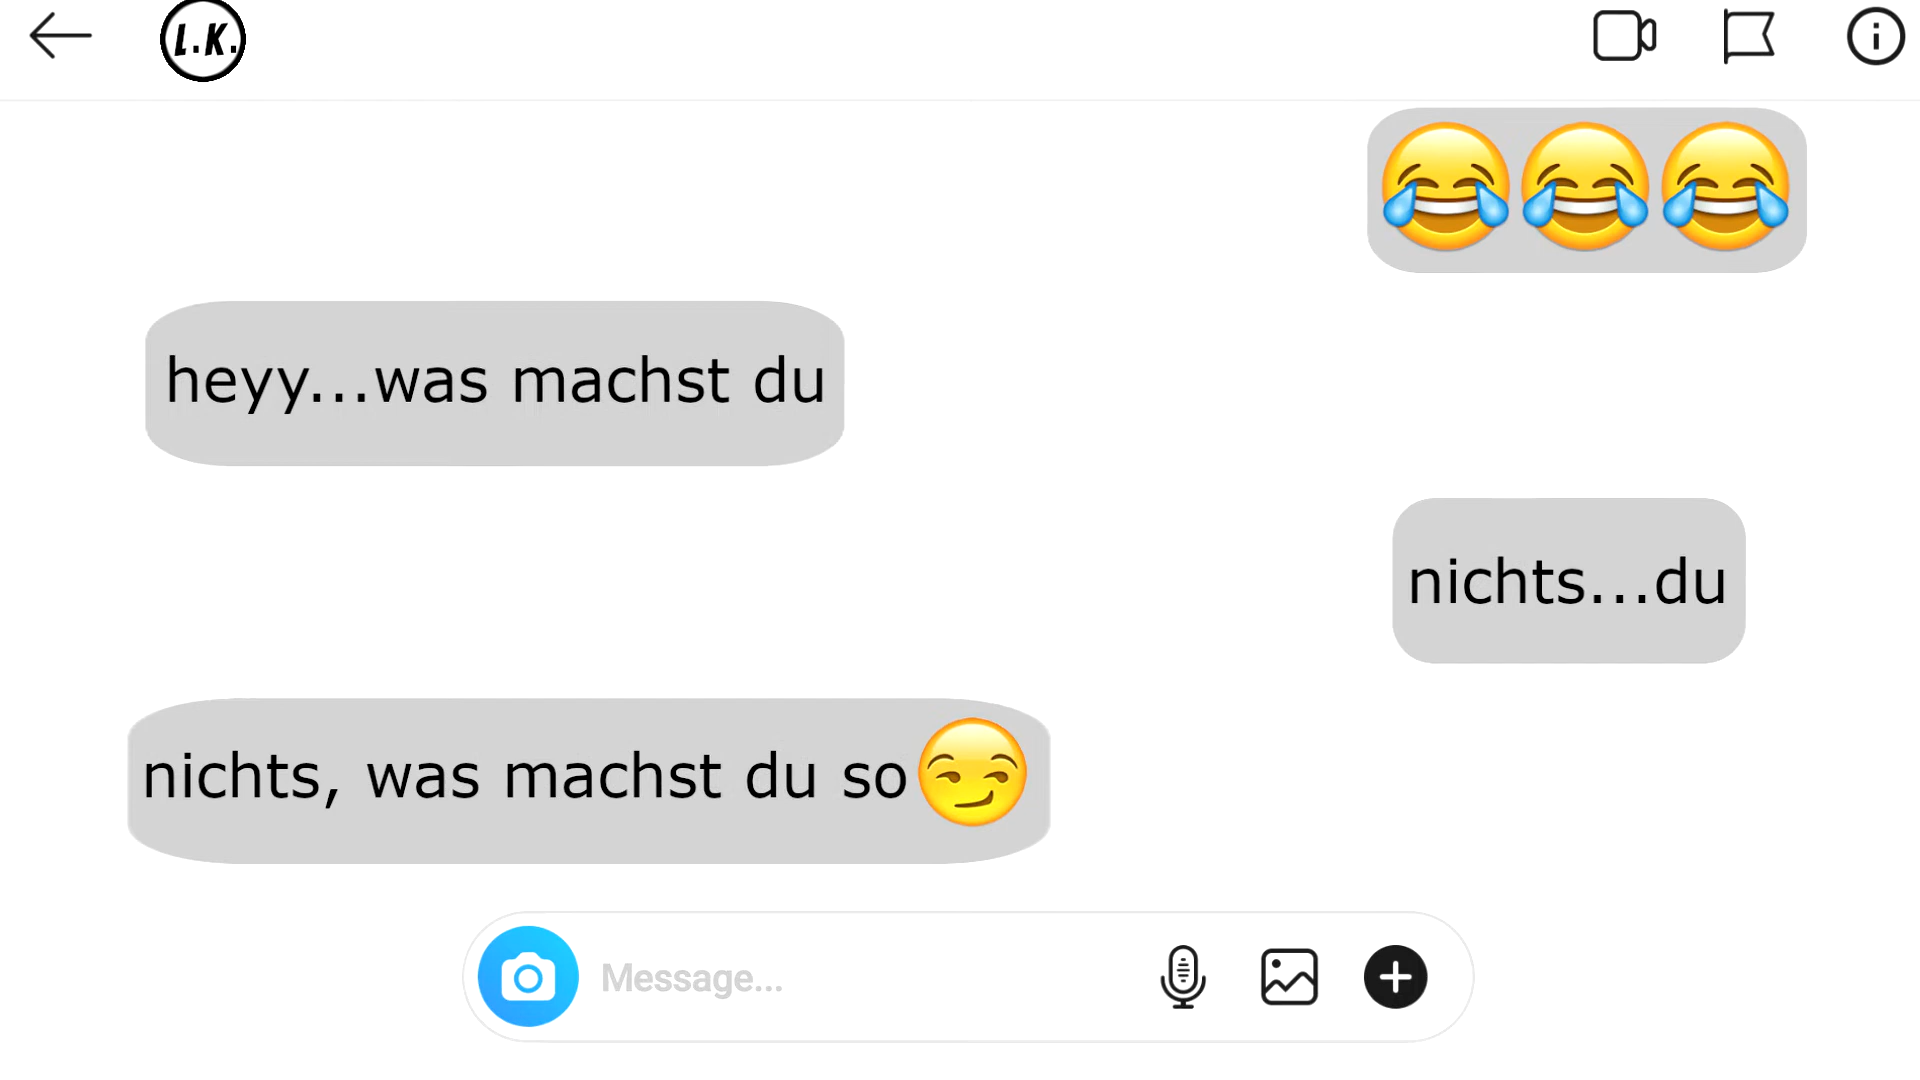 L.K.
😂😂😂
heyy...was machst du
nichts...du
nichts, was machst du so😏
Message...